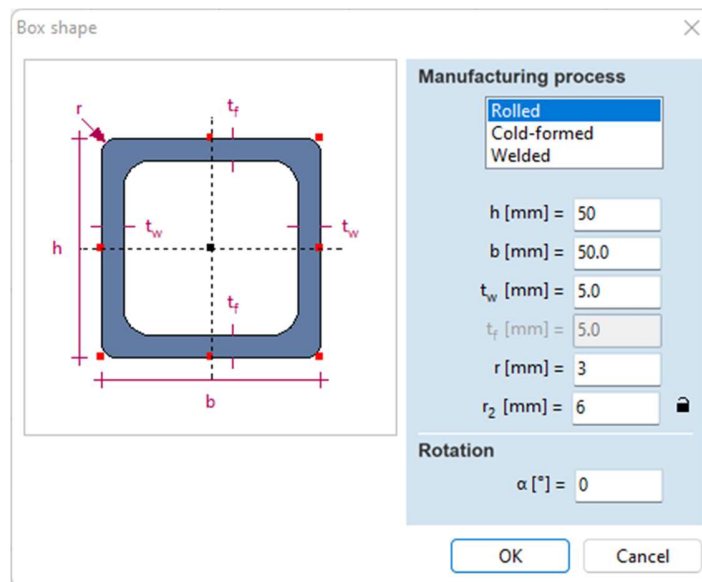 Box shape
r
t_f
t_w
t_w
h
t_f
b
Manufacturing process
Rolled
Cold-formed
Welded
h [mm] = 50
b [mm] = 50.0
t_w [mm] = 5.0
t_f [mm] = 5.0
r [mm] = 3
r_2 [mm] = 6
Rotation
α [°] = 0
OK
Cancel